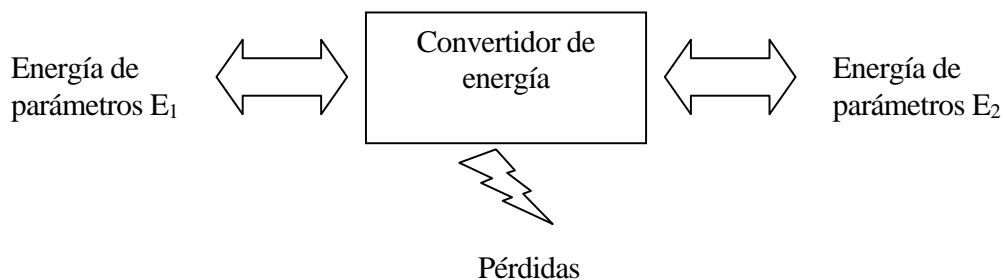 Energía de
parámetros E₁
Convertidor de
energía
Energía de
parámetros E₂
Pérdidas